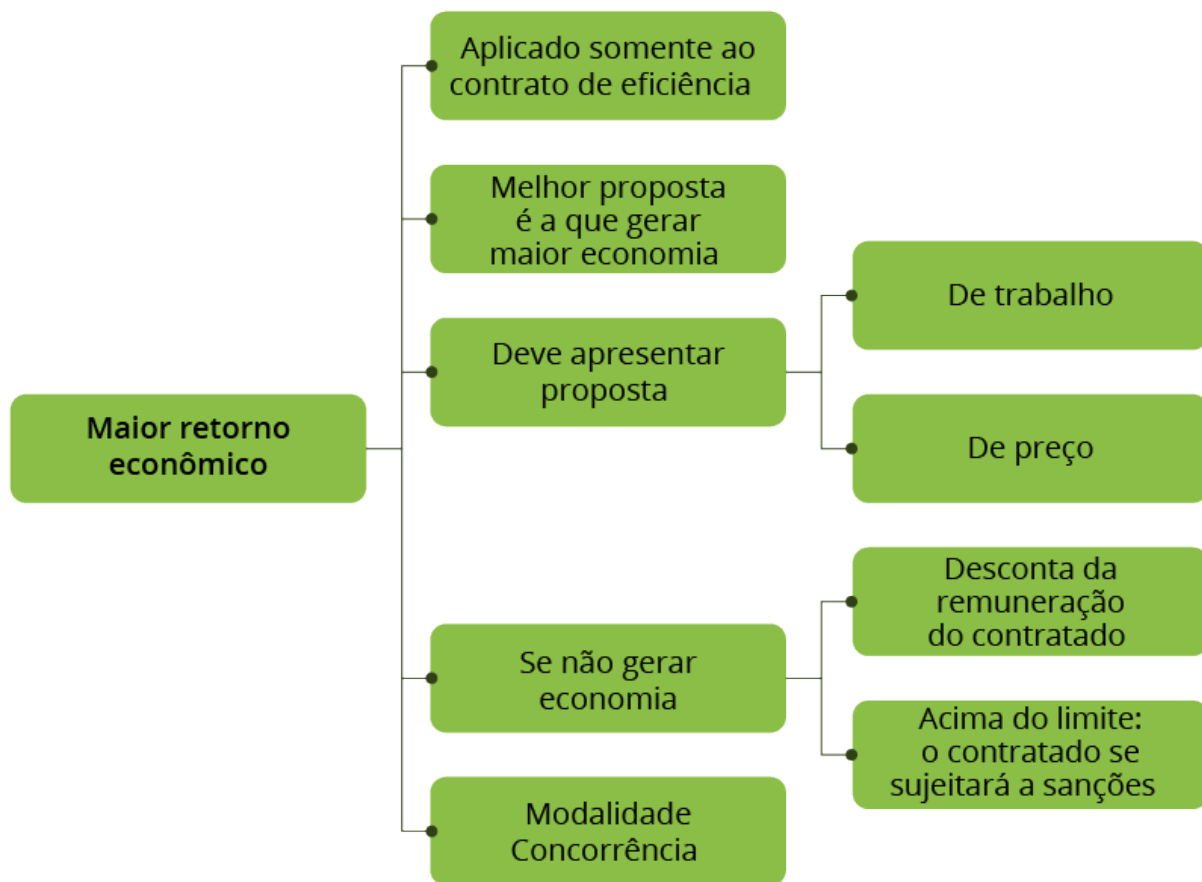 Maior retorno
econômico
Aplicado somente ao
contrato de eficiência
Melhor proposta
é a que gerar
maior economia
Deve apresentar
proposta
De trabalho
De preço
Se não gerar
economia
Desconta da
remuneração
do contratado
Acima do limite:
o contratado se
sujeitará a sanções
Modalidade
Concorrência